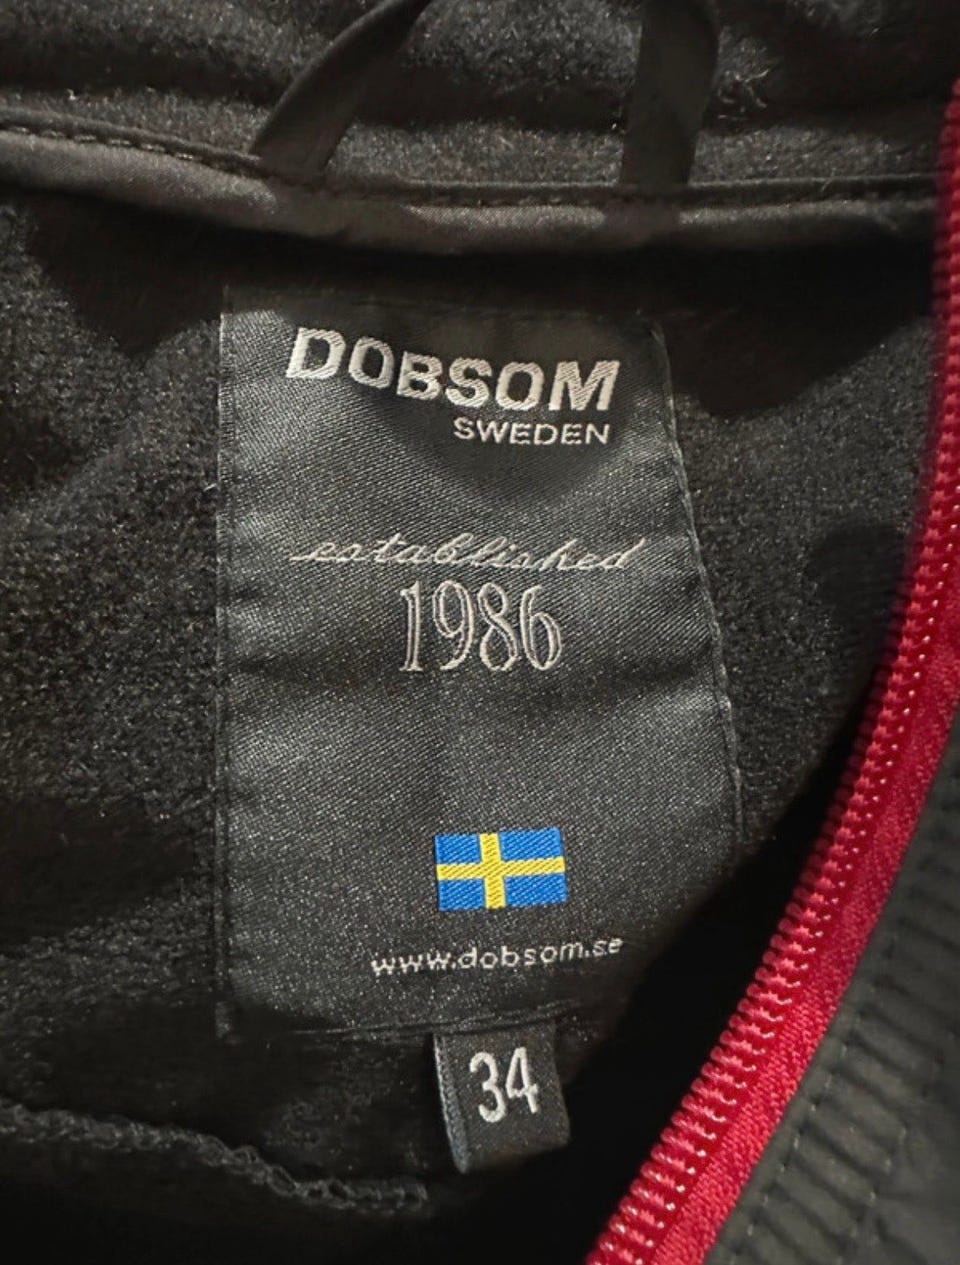 DOBSOM
SWEDEN
established
1986
www.dobsom.se
34